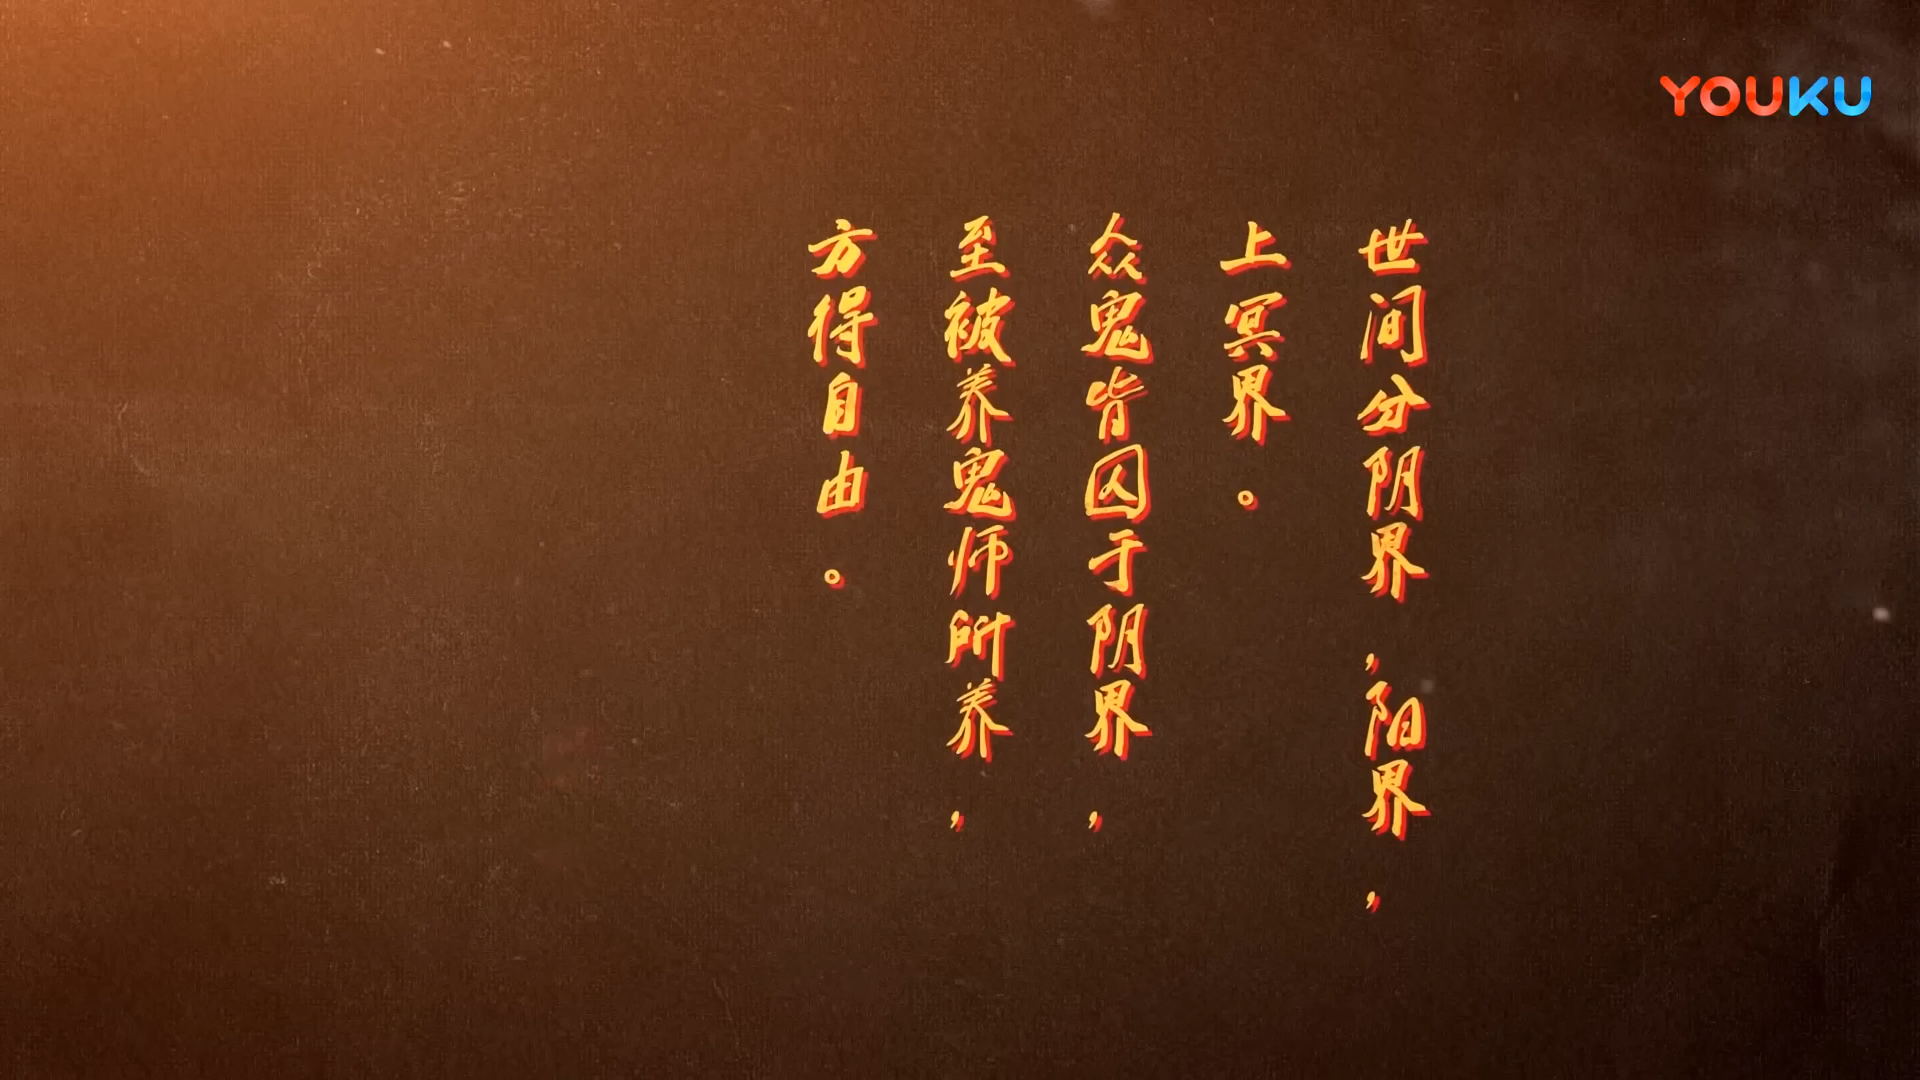 世间分阴界，阳界，
上冥界。
众鬼皆囚于阴界，
至被养鬼师所养，
方得自由。
YOUKU